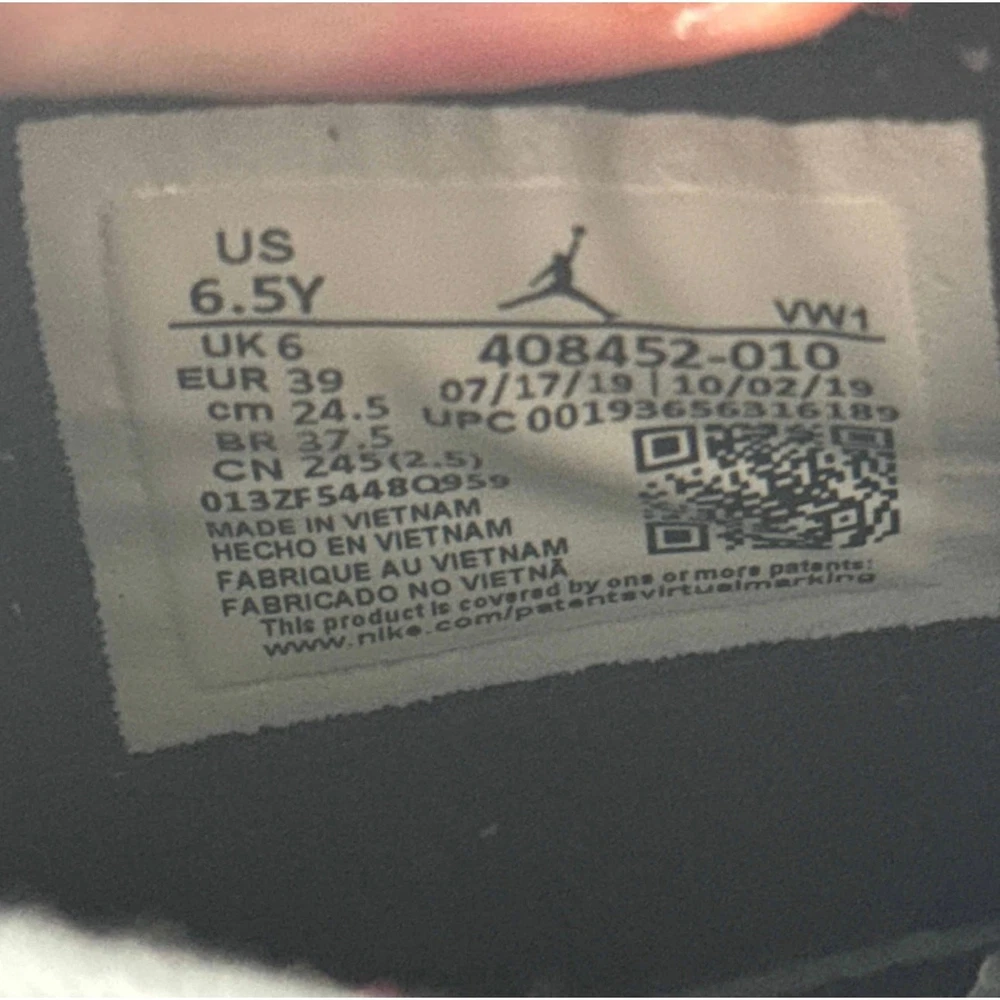 US
6.5Y
VW1
UK 6
408452-010
EUR 39
07/17/19 | 10/02/19
cm 24.5
UPC 00193656316189
BR 37.5
CN 245(2.5)
013ZF5448Q959
MADE IN VIETNAM
HECHO EN VIETNAM
FABRIQUE AU VIETNAM
FABRICADO NO VIETNÃ
This product is covered by one or more patents:
www.nike.com/patentsvirtualmarking